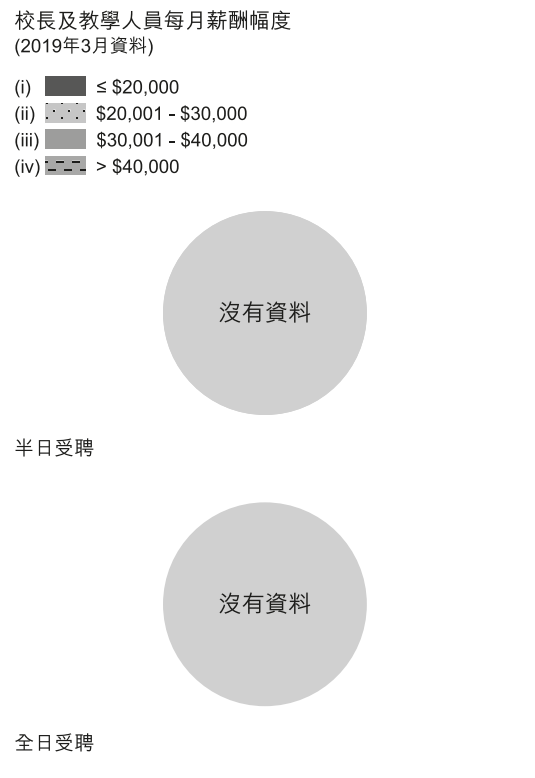 校長及教學人員每月薪酬幅度
(2019年3月資料)
(i) ≤ $20,000
(ii) $20,001 - $30,000
(iii) $30,001 - $40,000
(iv) > $40,000
沒有資料
半日受聘
沒有資料
全日受聘